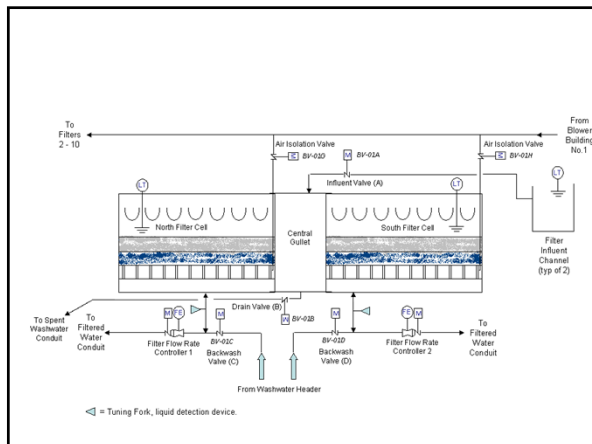 To
Filters
2 - 10
From
Blower
Building
No.1
Air Isolation Valve
BV-01D
M
BV-01A
Air Isolation Valve
BV-01H
Influent Valve (A)
LT
LT
LT
North Filter Cell
Central
Gullet
South Filter Cell
Filter
Influent
Channel
(typ of 2)
To Spent
Washwater
Conduit
Drain Valve (B)
M
BV-01B
M
FE
M
M
FE
M
To
Filtered
Water
Conduit
Filter Flow Rate
Controller 1
BV-01C
Backwash
Valve (C)
BV-01D
Backwash
Valve (D)
Filter Flow Rate
Controller 2
To
Filtered
Water
Conduit
From Washwater Header
= Tuning Fork, liquid detection device.